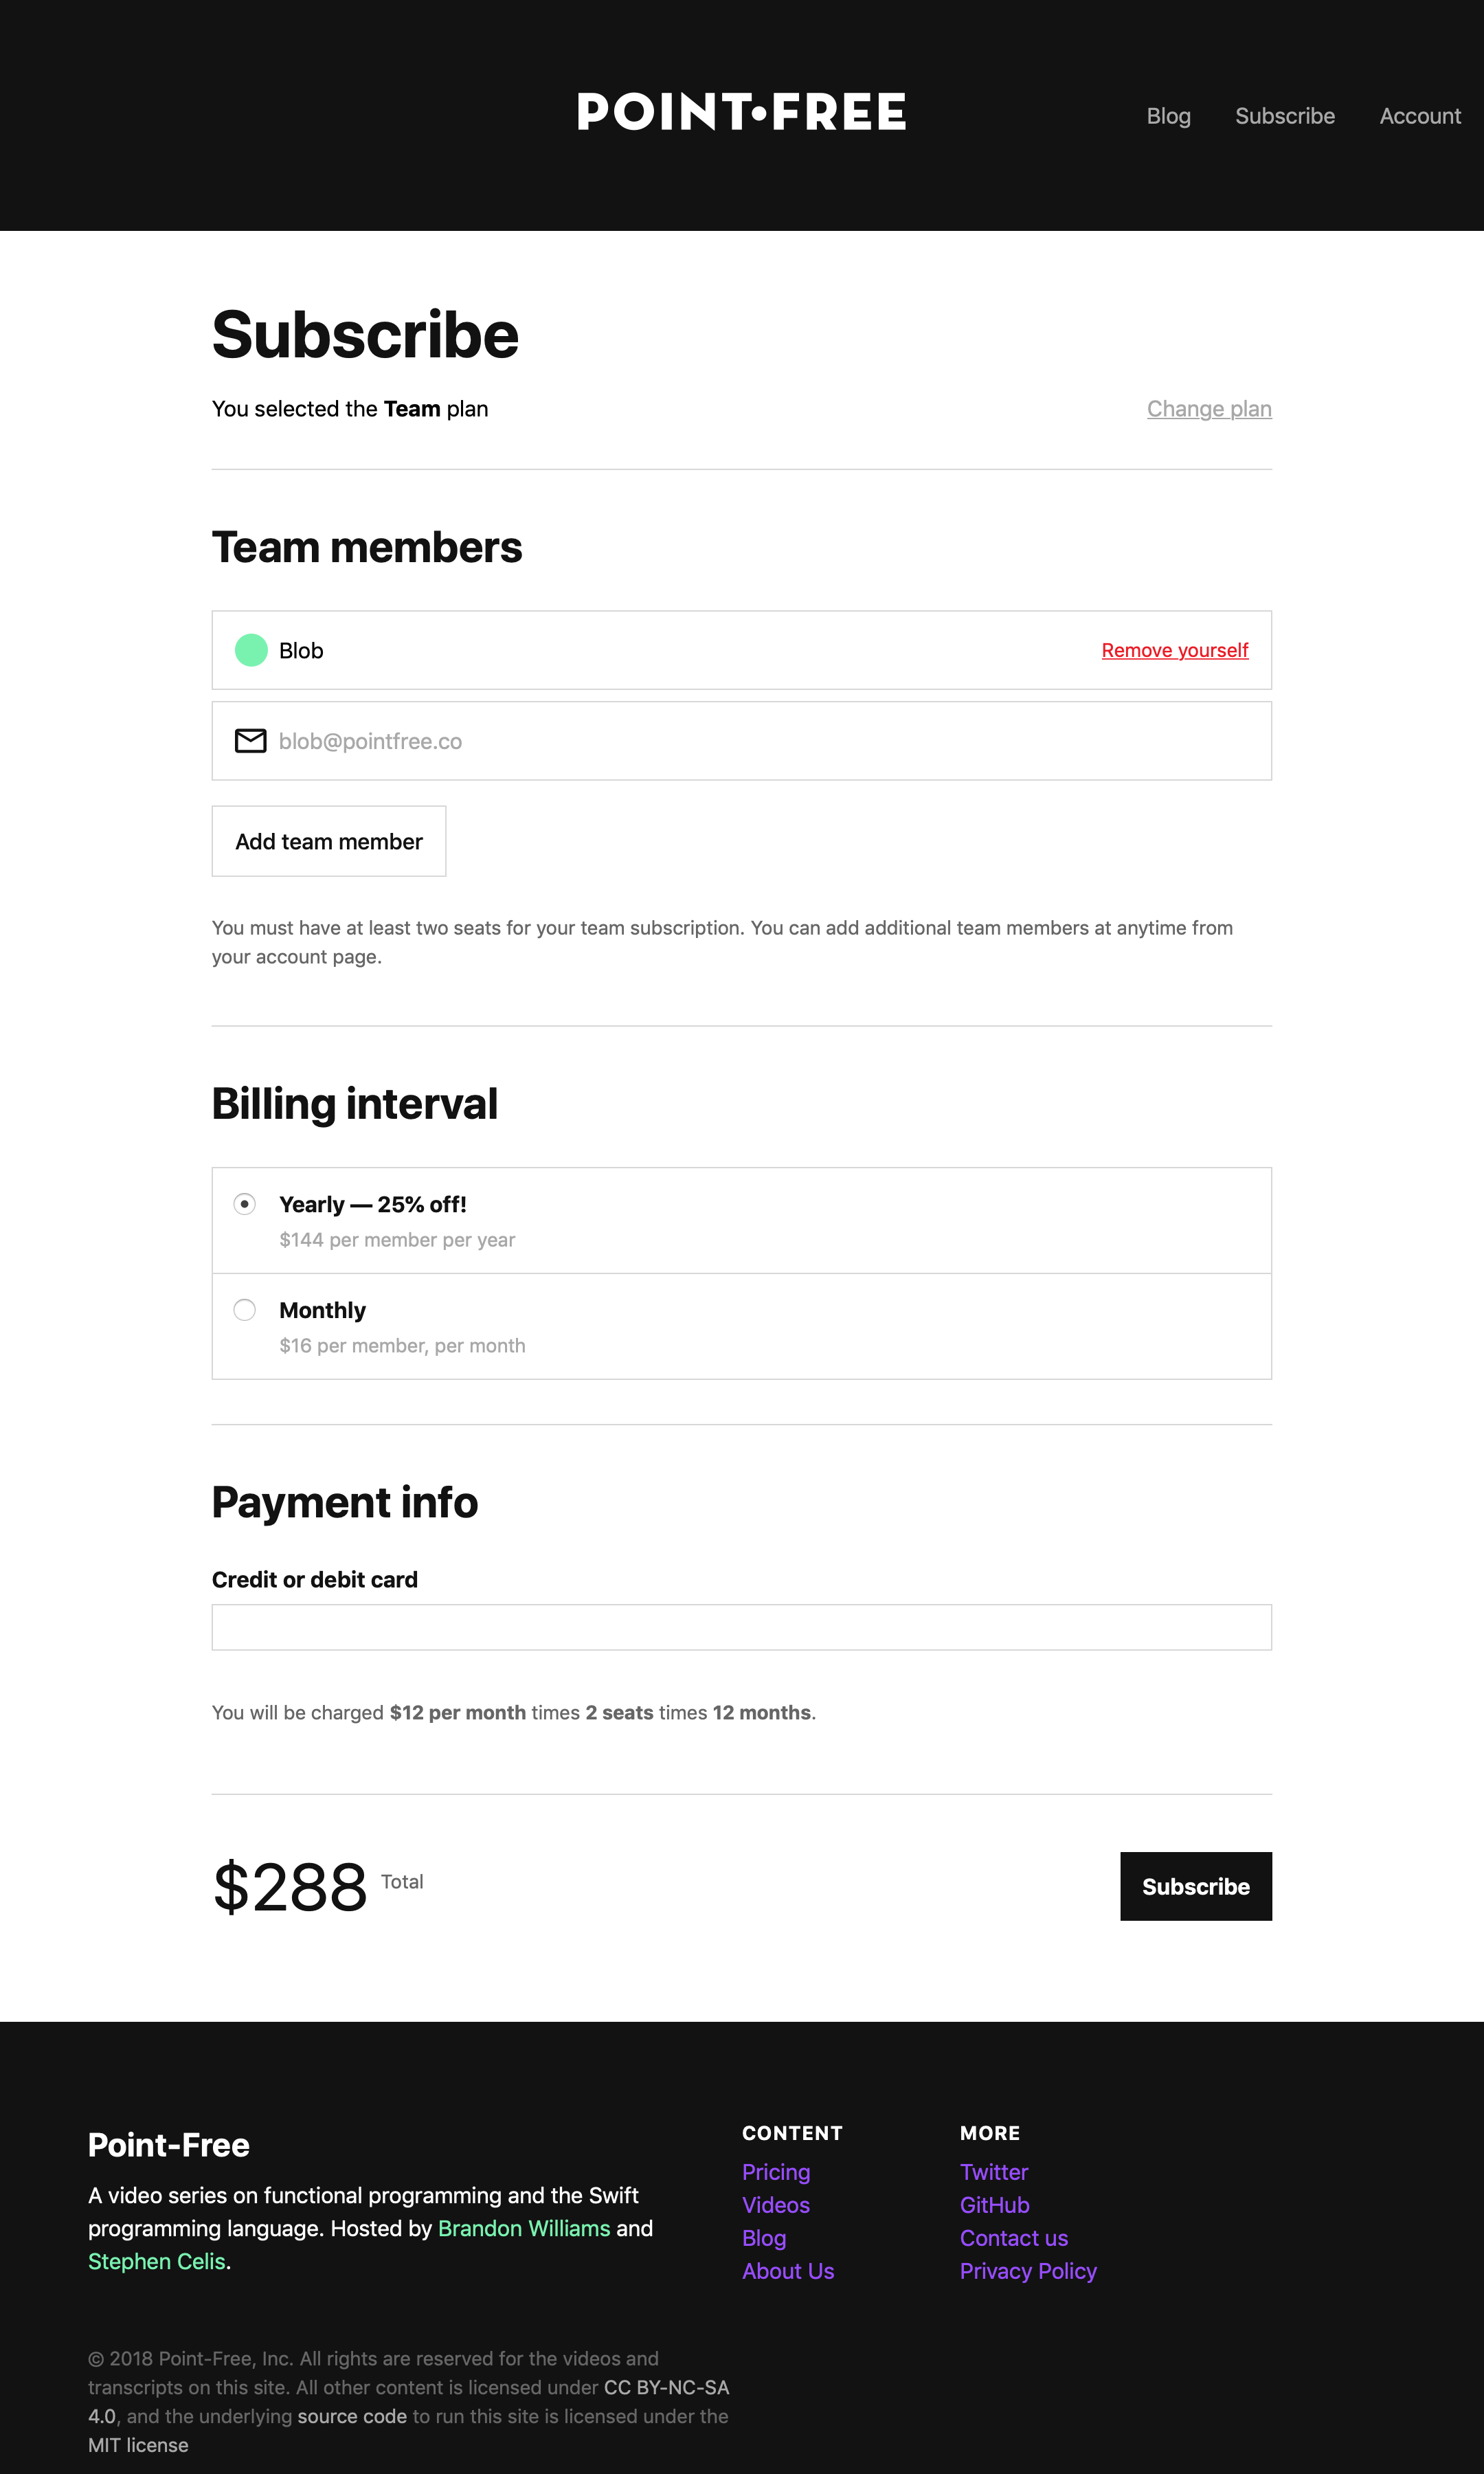 POINT•FREE
Blog Subscribe Account
Subscribe
You selected the Team plan Change plan
Team members
Blob Remove yourself
blob@pointfree.co
Add team member
You must have at least two seats for your team subscription. You can add additional team members at anytime from
your account page.
Billing interval
Yearly — 25% off!
$144 per member per year
Monthly
$16 per member, per month
Payment info
Credit or debit card
You will be charged $12 per month times 2 seats times 12 months.
$288 Total Subscribe
Point-Free
A video series on functional programming and the Swift
programming language. Hosted by Brandon Williams and
Stephen Celis.
CONTENT
Pricing
Videos
Blog
About Us
MORE
Twitter
GitHub
Contact us
Privacy Policy
© 2018 Point-Free, Inc. All rights are reserved for the videos and
transcripts on this site. All other content is licensed under CC BY-NC-SA
4.0, and the underlying source code to run this site is licensed under the
MIT license